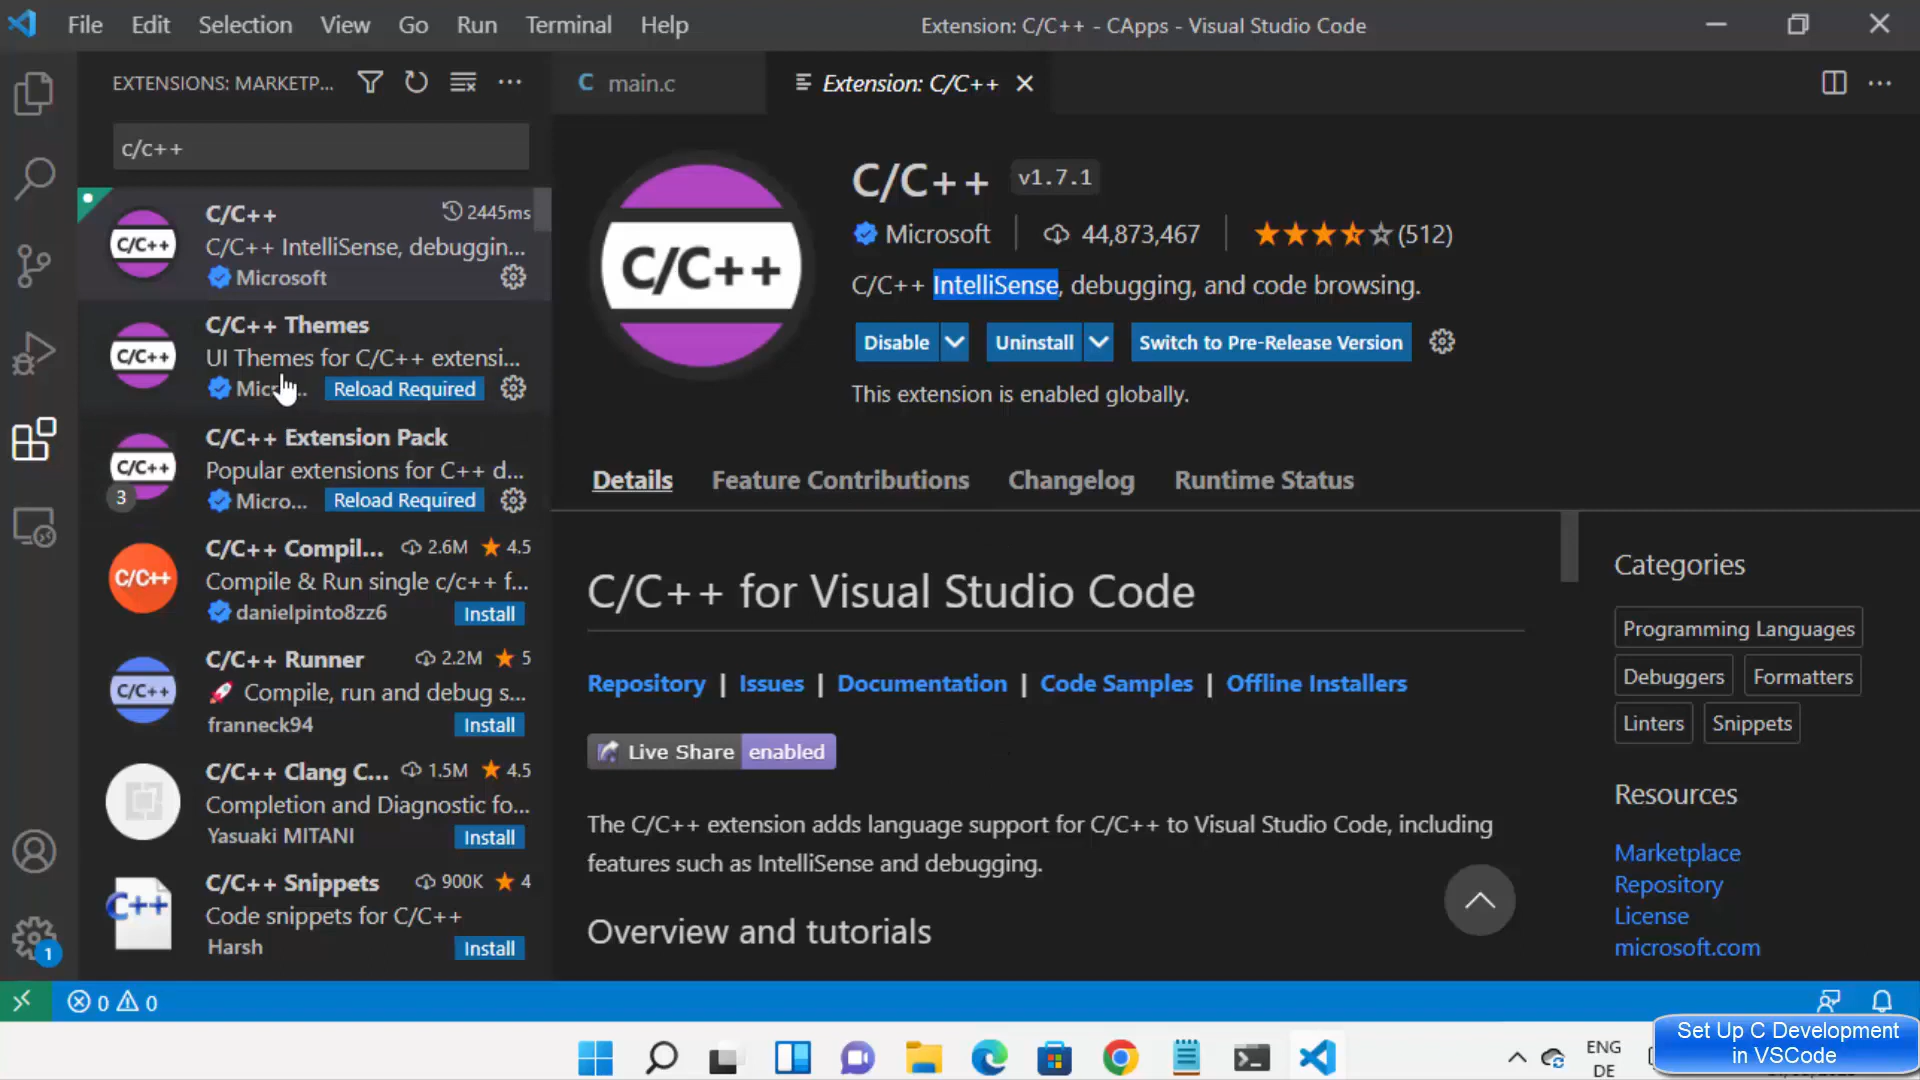 File Edit Selection View Go Run Terminal Help
Extension: C/C++ - CApps - Visual Studio Code
EXTENSIONS: MARKETP...
c/c++
C/C++ 2445ms
C/C++ IntelliSense, debuggin...
Microsoft
C/C++
C/C++ Themes
UI Themes for C/C++ extensi...
Reload Required
C/C++
C/C++ Extension Pack
Popular extensions for C++ d...
Micro... Reload Required
C/C++
3
C/C++ Compil... 2.6M 4.5
Compile & Run single c/c++ f...
danielpinto8zz6 Install
C/C++
C/C++ Runner 2.2M 5
Compile, run and debug s...
franneck94 Install
C/C++
C/C++ Clang C... 1.5M 4.5
Completion and Diagnostic fo...
Yasuaki MITANI Install
C/C++ Snippets 900K 4
Code snippets for C/C++
Harsh Install
C++
C main.c
Extension: C/C++
C/C++
C/C++ v1.7.1
Microsoft 44,873,467 (512)
C/C++ IntelliSense, debugging, and code browsing.
Disable Uninstall Switch to Pre-Release Version
This extension is enabled globally.
Details Feature Contributions Changelog Runtime Status
C/C++ for Visual Studio Code
Repository | Issues | Documentation | Code Samples | Offline Installers
Live Share enabled
The C/C++ extension adds language support for C/C++ to Visual Studio Code, including
features such as IntelliSense and debugging.
Overview and tutorials
Categories
Programming Languages
Debuggers Formatters
Linters Snippets
Resources
Marketplace
Repository
License
microsoft.com
1
0 0
ENG
DE
Set Up C Development
in VSCode